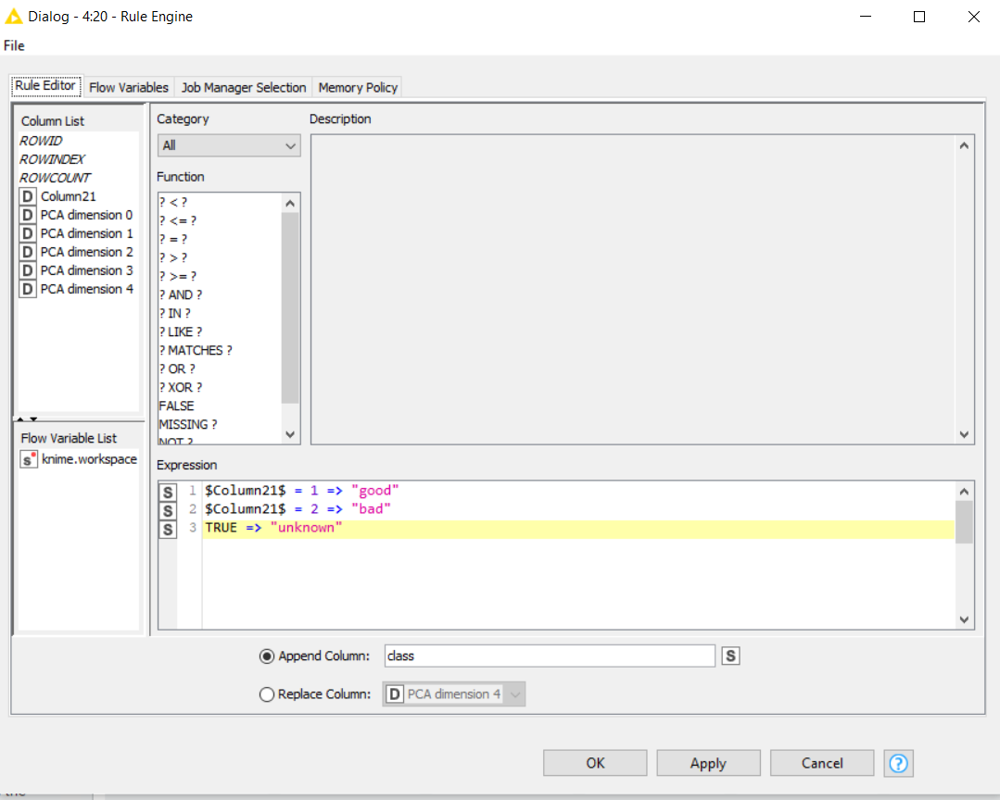 Dialog - 4:20 - Rule Engine
File
Rule Editor Flow Variables Job Manager Selection Memory Policy
Column List
ROWID
ROWINDEX
ROWCOUNT
D Column21
D PCA dimension 0
D PCA dimension 1
D PCA dimension 2
D PCA dimension 3
D PCA dimension 4
Flow Variable List
s knime.workspace
Category
All
Function
? < ?
? <= ?
? = ?
? > ?
? >= ?
? AND ?
? IN ?
? LIKE ?
? MATCHES ?
? OR ?
? XOR ?
FALSE
MISSING ?
NOT ?
Description
Expression
S 1 $Column21$ = 1 => "good"
S 2 $Column21$ = 2 => "bad"
S 3 TRUE => "unknown"
Append Column: class S
Replace Column: D PCA dimension 4
OK Apply Cancel ?